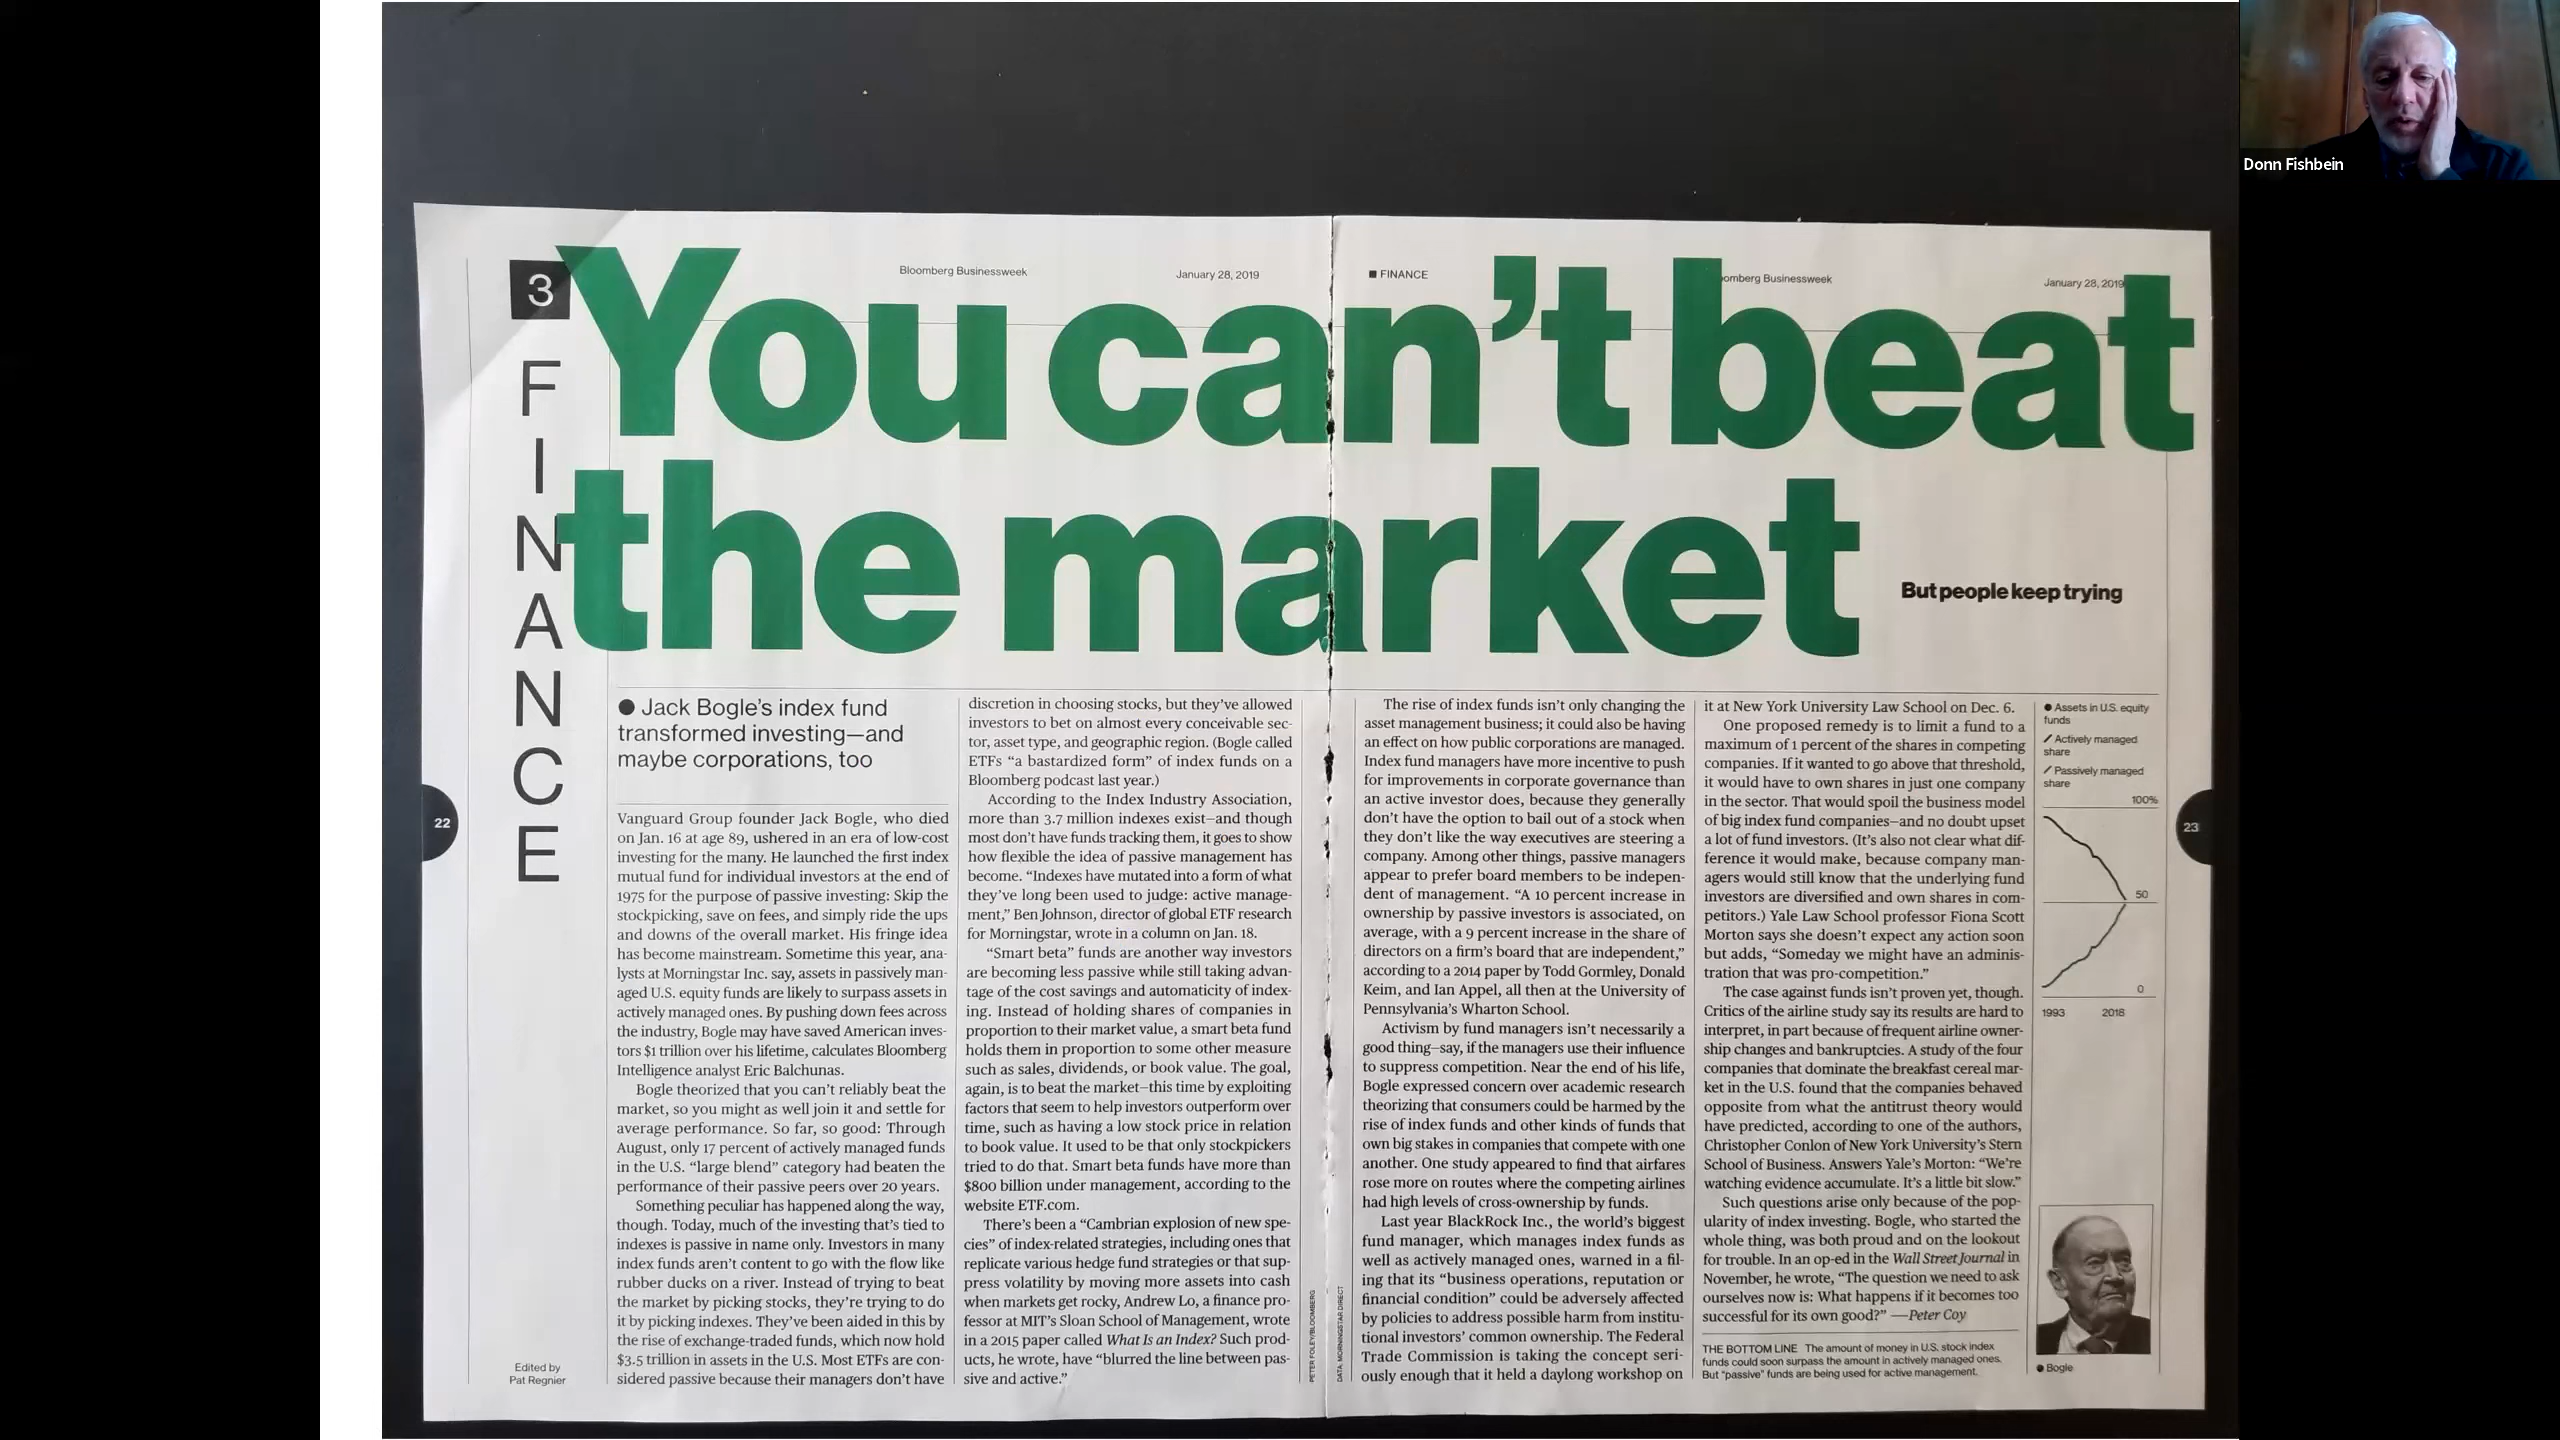 Donn Fishbein
3
FINANCE
Bloomberg Businessweek
January 28, 2019
■ FINANCE
omberg Businessweek
January 28, 2019
You can't beat
the market
But people keep trying
● Jack Bogle's index fund
transformed investing—and
maybe corporations, too
Vanguard Group founder Jack Bogle, who died
on Jan. 16 at age 89, ushered in an era of low-cost
investing for the many. He launched the first index
mutual fund for individual investors at the end of
1975 for the purpose of passive investing: Skip the
stockpicking, save on fees, and simply ride the ups
and downs of the overall market. His fringe idea
has become mainstream. Sometime this year, ana-
lysts at Morningstar Inc. say, assets in passively man-
aged U.S. equity funds are likely to surpass assets in
actively managed ones. By pushing down fees across
the industry, Bogle may have saved American inves-
tors $1 trillion over his lifetime, calculates Bloomberg
Intelligence analyst Eric Balchunas.
Bogle theorized that you can't reliably beat the
market, so you might as well join it and settle for
average performance. So far, so good: Through
August, only 17 percent of actively managed funds
in the U.S. "large blend" category had beaten the
performance of their passive peers over 20 years.
Something peculiar has happened along the way,
though. Today, much of the investing that's tied to
indexes is passive in name only. Investors in many
index funds aren't content to go with the flow like
rubber ducks on a river. Instead of trying to beat
the market by picking stocks, they're trying to do
it by picking indexes. They've been aided in this by
the rise of exchange-traded funds, which now hold
$3.5 trillion in assets in the U.S. Most ETFs are con-
sidered passive because their managers don't have
discretion in choosing stocks, but they've allowed
investors to bet on almost every conceivable sec-
tor, asset type, and geographic region. (Bogle called
ETFs "a bastardized form" of index funds on a
Bloomberg podcast last year.)
According to the Index Industry Association,
more than 3.7 million indexes exist—and though
most don't have funds tracking them, it goes to show
how flexible the idea of passive management has
become. "Indexes have mutated into a form of what
they've long been used to judge: active manage-
ment," Ben Johnson, director of global ETF research
for Morningstar, wrote in a column on Jan. 18.
"Smart beta" funds are another way investors
are becoming less passive while still taking advan-
tage of the cost savings and automaticity of index-
ing. Instead of holding shares of companies in
proportion to their market value, a smart beta fund
holds them in proportion to some other measure
such as sales, dividends, or book value. The goal,
again, is to beat the market—this time by exploiting
factors that seem to help investors outperform over
time, such as having a low stock price in relation
to book value. It used to be that only stockpickers
tried to do that. Smart beta funds have more than
$800 billion under management, according to the
website ETF.com.
There's been a "Cambrian explosion of new spe-
cies" of index-related strategies, including ones that
replicate various hedge fund strategies or that sup-
press volatility by moving more assets into cash
when markets get rocky, Andrew Lo, a finance pro-
fessor at MIT's Sloan School of Management, wrote
in a 2015 paper called What Is an Index? Such prod-
ucts, he wrote, have "blurred the line between pas-
sive and active."
The rise of index funds isn't only changing the
asset management business; it could also be having
an effect on how public corporations are managed.
Index fund managers have more incentive to push
for improvements in corporate governance than
an active investor does, because they generally
don't have the option to bail out of a stock when
they don't like the way executives are steering a
company. Among other things, passive managers
appear to prefer board members to be indepen-
dent of management. "A 10 percent increase in
ownership by passive investors is associated, on
average, with a 9 percent increase in the share of
directors on a firm's board that are independent,"
according to a 2014 paper by Todd Gormley, Donald
Keim, and Ian Appel, all then at the University of
Pennsylvania's Wharton School.
Activism by fund managers isn't necessarily a
good thing—say, if the managers use their influence
to suppress competition. Near the end of his life,
Bogle expressed concern over academic research
theorizing that consumers could be harmed by the
rise of index funds and other kinds of funds that
own big stakes in companies that compete with one
another. One study appeared to find that airfares
rose more on routes where the competing airlines
had high levels of cross-ownership by funds.
Last year BlackRock Inc., the world's biggest
fund manager, which manages index funds as
well as actively managed ones, warned in a fil-
ing that its "business operations, reputation or
financial condition" could be adversely affected
by policies to address possible harm from institu-
tional investors' common ownership. The Federal
Trade Commission is taking the concept seri-
ously enough that it held a daylong workshop on
it at New York University Law School on Dec. 6.
One proposed remedy is to limit a fund to a
maximum of 1 percent of the shares in competing
companies. If it wanted to go above that threshold,
it would have to own shares in just one company
in the sector. That would spoil the business model
of big index fund companies—and no doubt upset
a lot of fund investors. (It's also not clear what dif-
ference it would make, because company man-
agers would still know that the underlying fund
investors are diversified and own shares in com-
petitors.) Yale Law School professor Fiona Scott
Morton says she doesn't expect any action soon
but adds, "Someday we might have an adminis-
tration that was pro-competition."
The case against funds isn't proven yet, though.
Critics of the airline study say its results are hard to
interpret, in part because of frequent airline owner-
ship changes and bankruptcies. A study of the four
companies that dominate the breakfast cereal mar-
ket in the U.S. found that the companies behaved
opposite from what the antitrust theory would
have predicted, according to one of the authors,
Christopher Conlon of New York University's Stern
School of Business. Answers Yale's Morton: "We're
watching evidence accumulate. It's a little bit slow."
Such questions arise only because of the pop-
ularity of index investing. Bogle, who started the
whole thing, was both proud and on the lookout
for trouble. In an op-ed in the Wall Street Journal in
November, he wrote, "The question we need to ask
ourselves now is: What happens if it becomes too
successful for its own good?" —Peter Coy
THE BOTTOM LINE The amount of money in U.S. stock index
funds could soon surpass the amount in actively managed ones.
But "passive" funds are being used for active management.
● Assets in U.S. equity
funds
Actively managed
share
Passively managed
share
100%
50
0
1993 2018
● Bogle
22
23
Edited by
Pat Regnier
PETER FOLEY/BLOOMBERG
DATA: MORNINGSTAR DIRECT